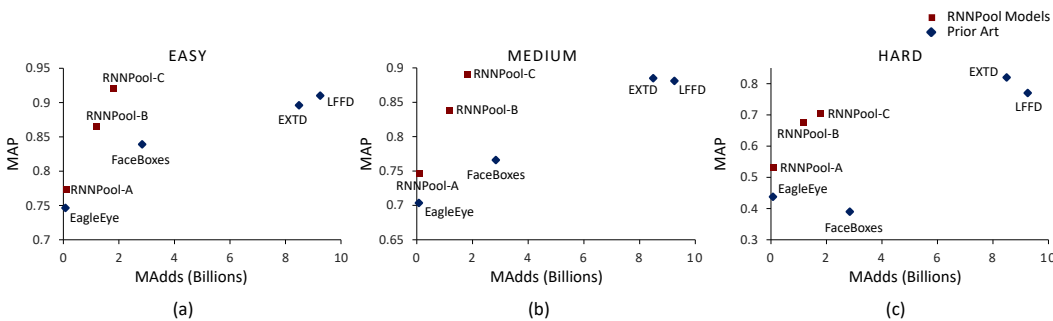 RNNPool Models
Prior Art
EASY
MAP
0.95
0.9
0.85
0.8
0.75
0.7
RNNPool-C
RNNPool-B
FaceBoxes
RNNPool-A
EagleEye
EXTD
LFFD
0 2 4 6 8 10
MAdds (Billions)
(a)
MEDIUM
MAP
0.9
0.85
0.8
0.75
0.7
0.65
RNNPool-C
RNNPool-B
RNNPool-A
FaceBoxes
EagleEye
EXTD
LFFD
0 2 4 6 8 10
MAdds (Billions)
(b)
HARD
MAP
0.8
0.7
0.6
0.5
0.4
0.3
EXTD
LFFD
RNNPool-C
RNNPool-B
RNNPool-A
EagleEye
FaceBoxes
0 2 4 6 8 10
MAdds (Billions)
(c)